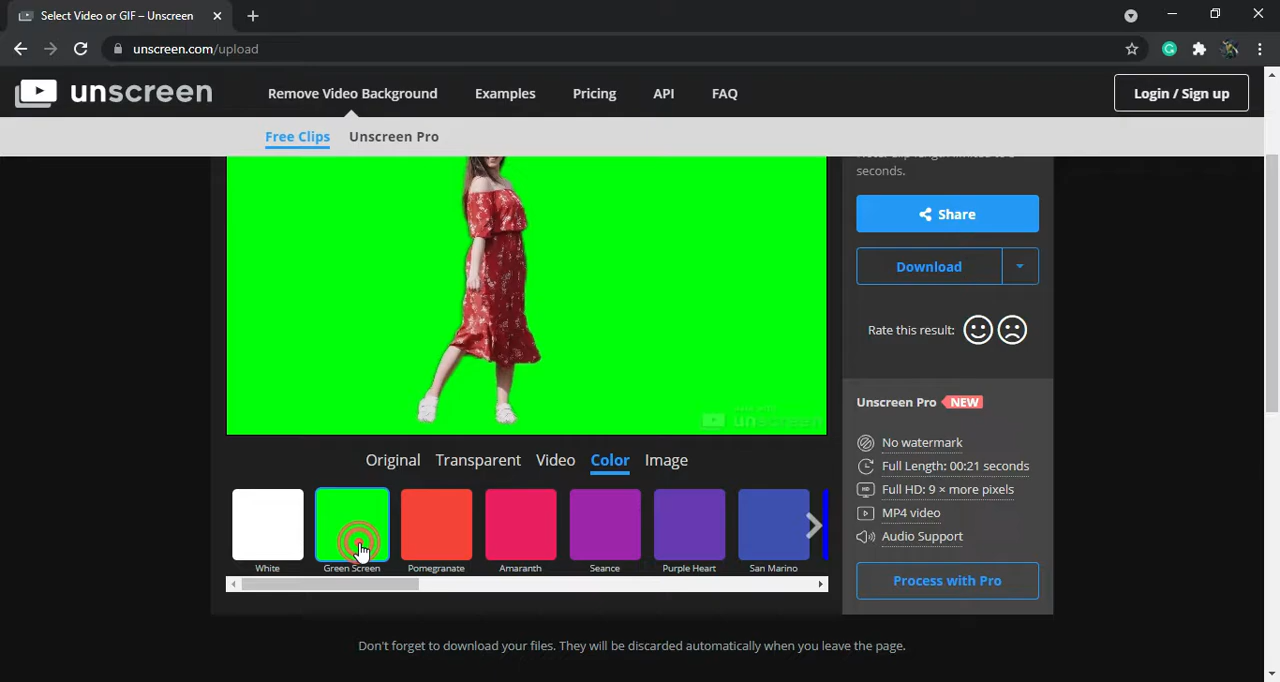 Select Video or GIF – Unscreen
unscreen.com/upload
unscreen
Remove Video Background
Examples
Pricing
API
FAQ
Login / Sign up
Free Clips
Unscreen Pro
seconds.
Share
Download
Rate this result:
unscreen
Unscreen Pro NEW
No watermark
Full Length: 00:21 seconds
Full HD: 9 × more pixels
MP4 video
Audio Support
Process with Pro
Original
Transparent
Video
Color
Image
White
Green Screen
Pomegranate
Amaranth
Seance
Purple Heart
San Marino
Don't forget to download your files. They will be discarded automatically when you leave the page.